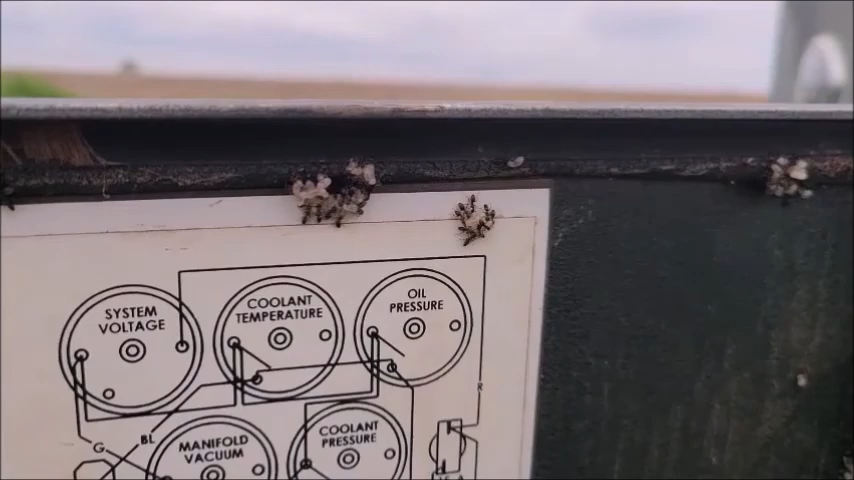 SYSTEM
VOLTAGE
COOLANT
TEMPERATURE
OIL
PRESSURE
R
G
BL
MANIFOLD
VACUUM
COOLANT
PRESSURE